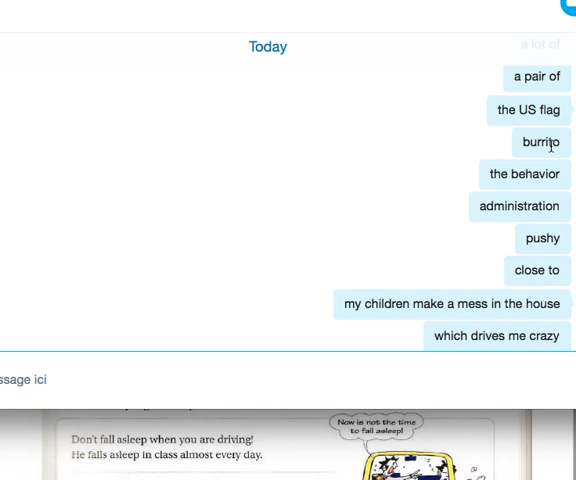 a lot of
Today
a pair of
the US flag
burrito
the behavior
administration
pushy
close to
my children make a mess in the house
which drives me crazy
ssage ici
Now is not the time
to fall asleep!
Don't fall asleep when you are driving!
He falls asleep in class almost every day.